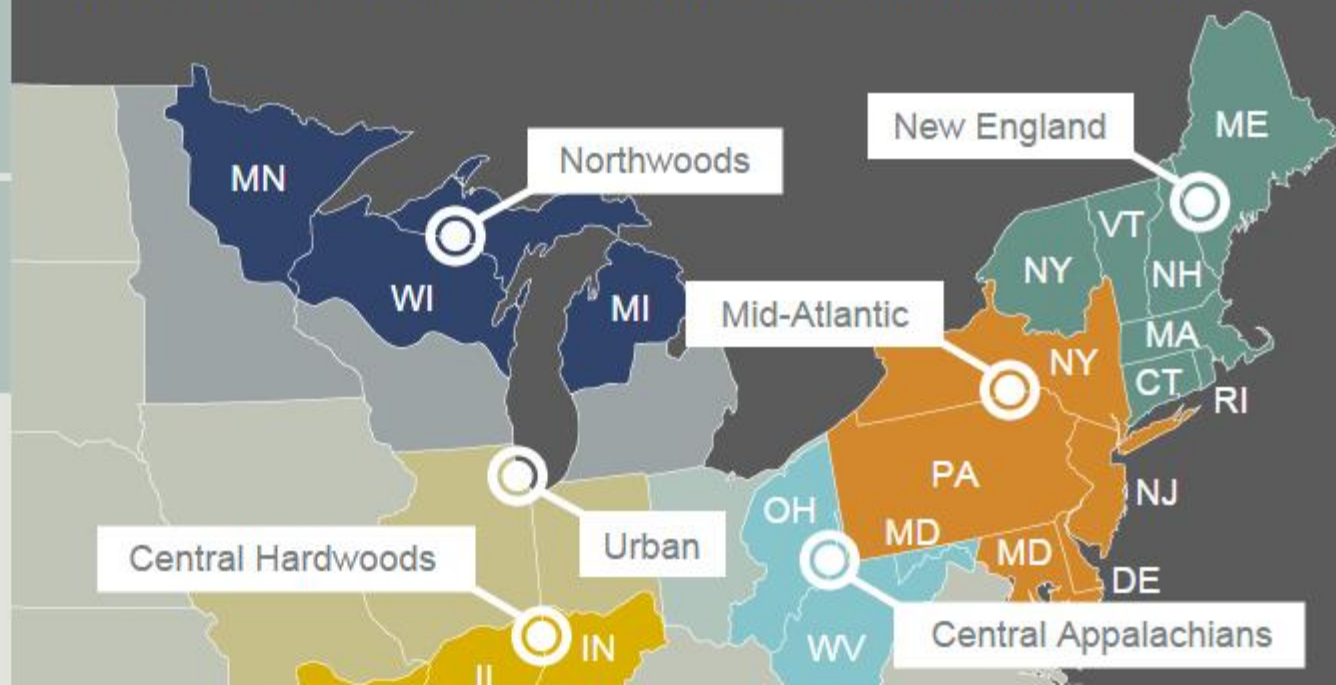 New England
ME
Northwoods
MN
VT
NY
NH
WI
MI
Mid-Atlantic
MA
NY
CT
RI
PA
NJ
OH
MD
Urban
Central Hardwoods
MD
DE
Central Appalachians
WV
IN
IL